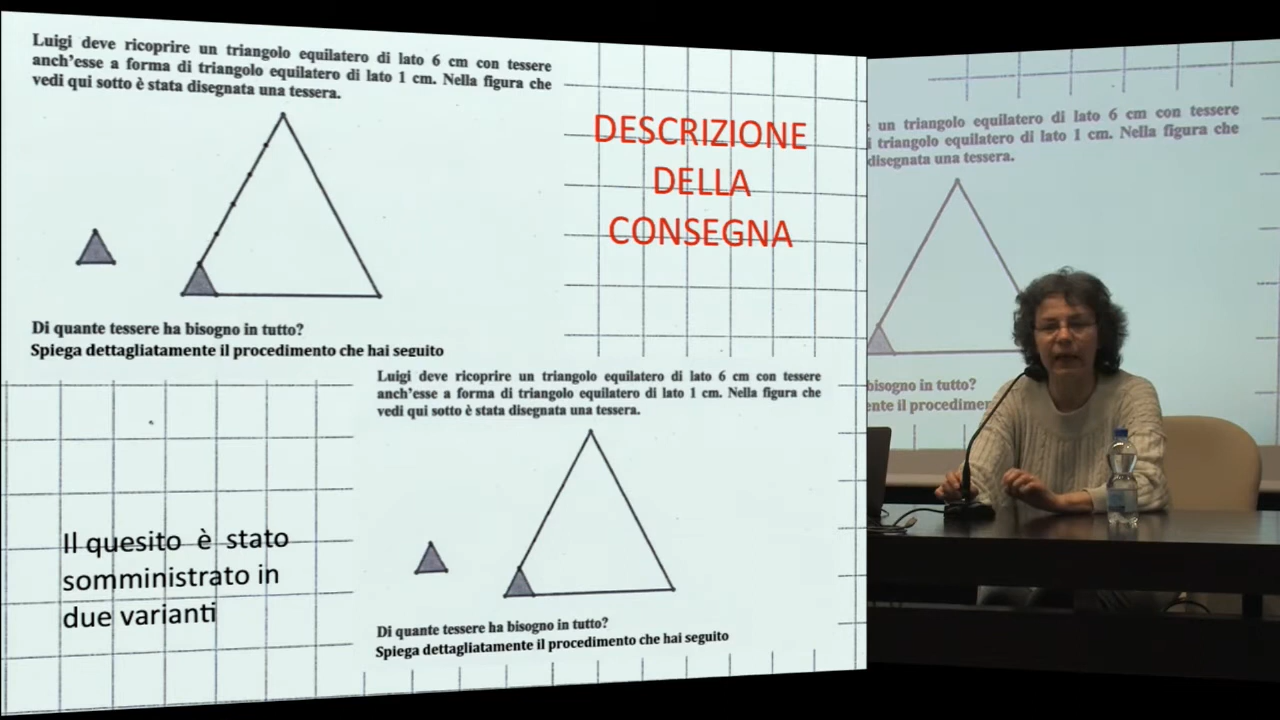 Luigi deve ricoprire un triangolo equilatero di lato 6 cm con tessere
anch'esse a forma di triangolo equilatero di lato 1 cm. Nella figura che
vedi qui sotto è stata disegnata una tessera.
Di quante tessere ha bisogno in tutto?
Spiega dettagliatamente il procedimento che hai seguito
DESCRIZIONE
DELLA
CONSEGNA
Il quesito è stato
somministrato in
due varianti
Luigi deve ricoprire un triangolo equilatero di lato 6 cm con tessere
anch'esse a forma di triangolo equilatero di lato 1 cm. Nella figura che
vedi qui sotto è stata disegnata una tessera.
Di quante tessere ha bisogno in tutto?
Spiega dettagliatamente il procedimento che hai seguito
un triangolo equilatero di lato 6 cm con tessere
triangolo equilatero di lato 1 cm. Nella figura che
disegnata una tessera.
bisogno in tutto?
ente il procedimen